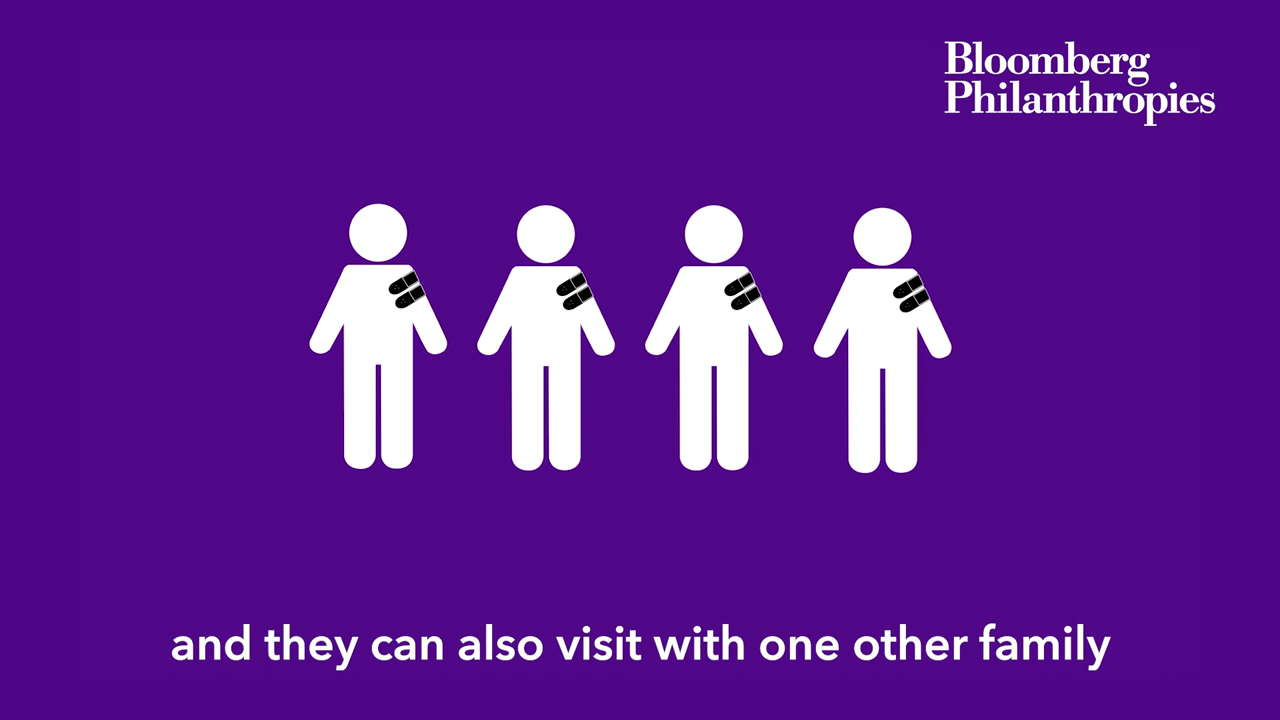 Bloomberg
Philanthropies
and they can also visit with one other family